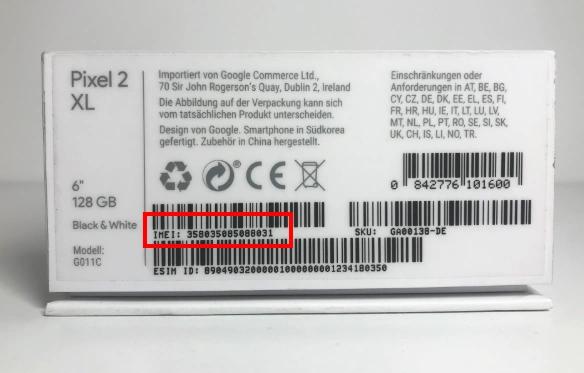 Pixel 2
XL
6"
128 GB
Black & White
Modell:
G011C
Importiert von Google Commerce Ltd.,
70 Sir John Rogerson's Quay, Dublin 2, Ireland
Die Abbildung auf der Verpackung kann sich
vom tatsächlichen Produkt unterscheiden.
Design von Google. Smartphone in Südkorea
gefertigt. Zubehör in China hergestellt.
CE
Einschränkungen oder
Anforderungen in AT, BE, BG,
CY, CZ, DE, DK, EE, EL, ES, FI,
FR, HR, HU, IE, IT, LT, LU, LV,
MT, NL, PL, PT, RO, SE, SI, SK,
UK, CH, IS, LI, NO, TR.
0 842776 101600
IMEI: 358035085088031
SKU: GA00138-DE
ESIM ID: 89049032000001000000001234180350